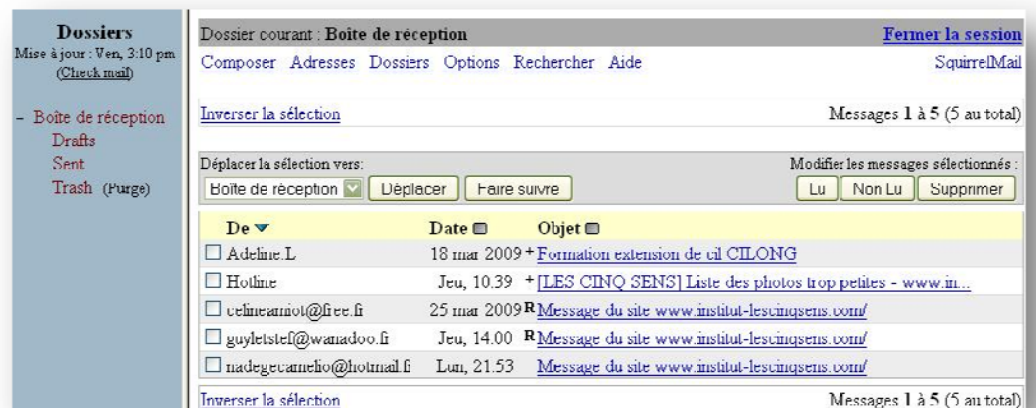 Dossiers
Mise à jour : Ven, 3:10 pm
(Check mail)
– Boîte de réception
Drafts
Sent
Trash (Purge)
Dossier courant : Boîte de réception Fermer la session
Composer Adresses Dossiers Options Rechercher Aide SquirrelMail
Inverser la sélection Messages 1 à 5 (5 au total)
Déplacer la sélection vers: Modifier les messages sélectionnés :
Boîte de réception Déplacer Faire suivre Lu Non Lu Supprimer
De Date Objet
Adeline.L 18 mar 2009 + Formation extension de cil CILONG
Hotline Jeu, 10.39 + [LES CINQ SENS] Liste des photos trop petites - www.in...
celineamiot@free.fr 25 mar 2009 R Message du site www.institut-lescinqsens.com/
guyletstef@wanadoo.fr Jeu, 14.00 R Message du site www.institut-lescinqsens.com/
nadegecamelio@hotmail.f Lun, 21.53 Message du site www.institut-lescinqsens.com/
Inverser la sélection Messages 1 à 5 (5 au total)